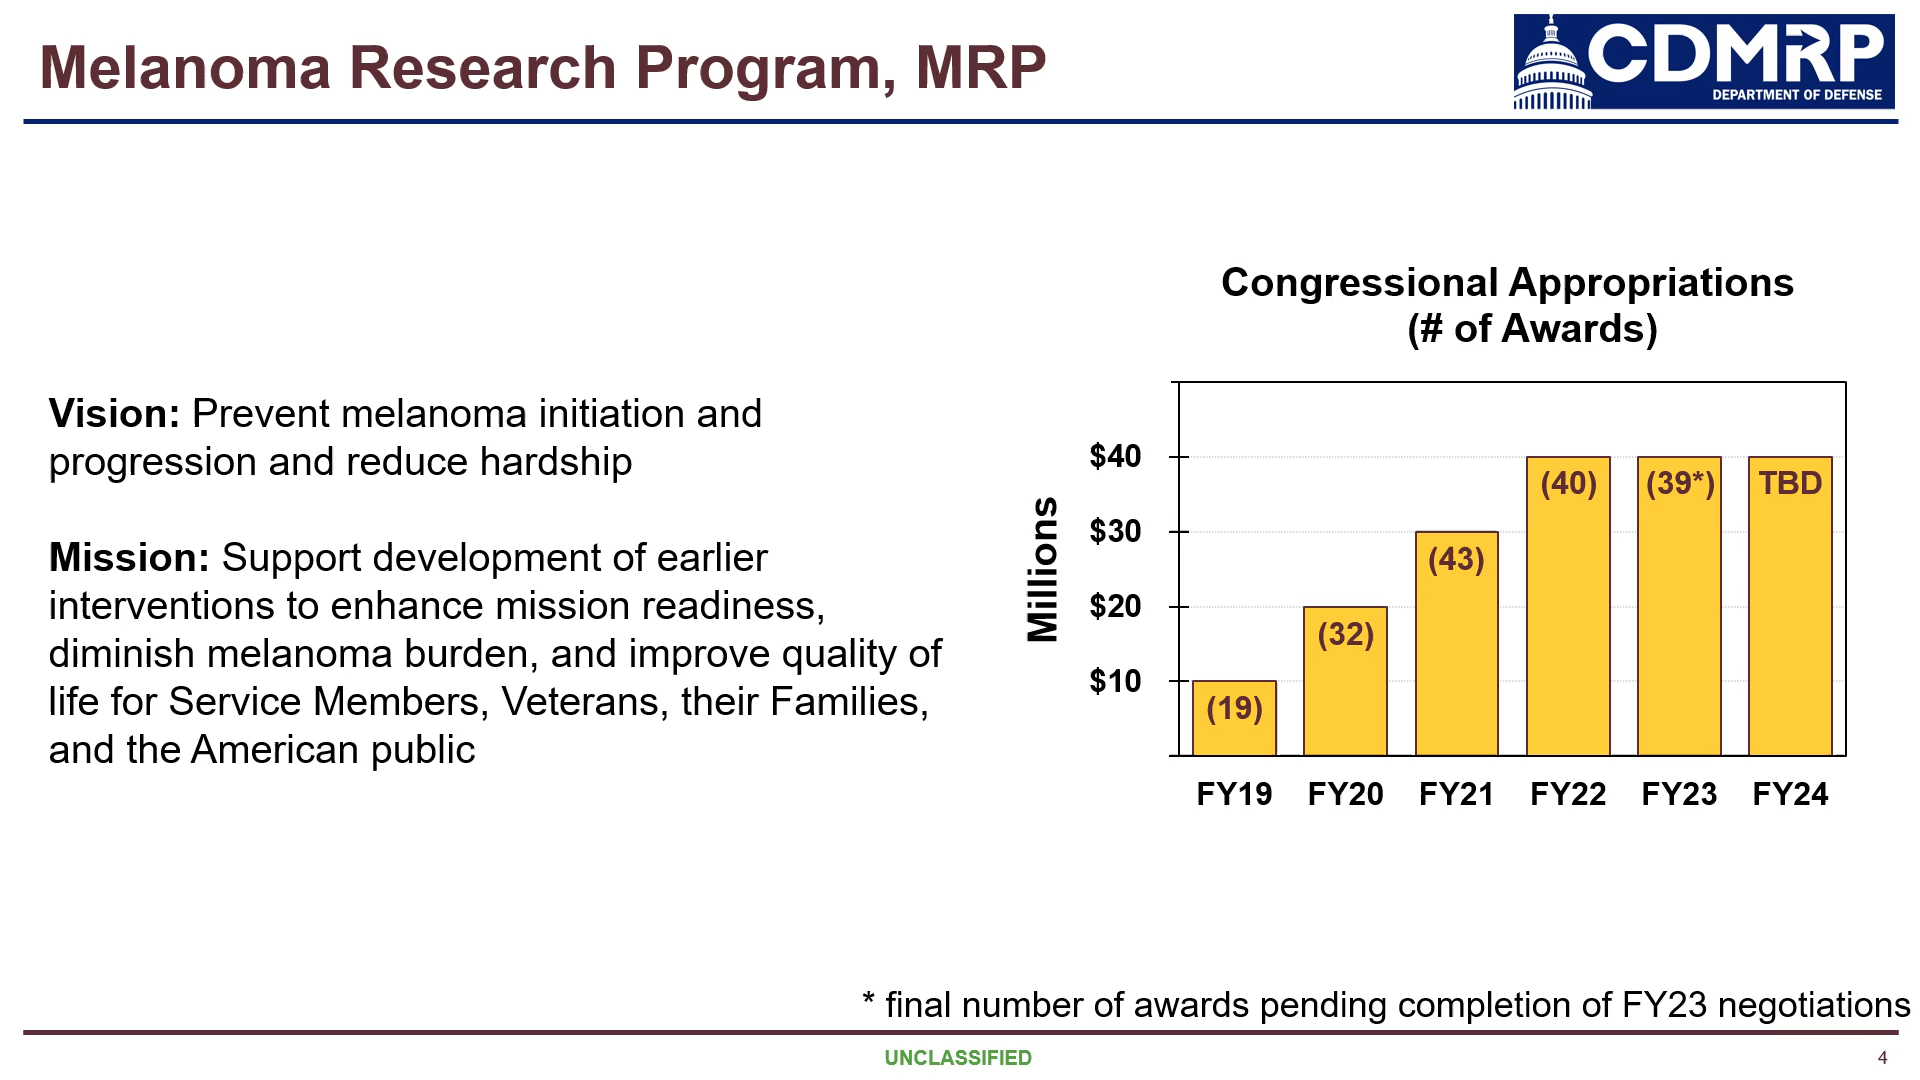 Melanoma Research Program, MRP
CDMRP
DEPARTMENT OF DEFENSE
Vision: Prevent melanoma initiation and
progression and reduce hardship
Mission: Support development of earlier
interventions to enhance mission readiness,
diminish melanoma burden, and improve quality of
life for Service Members, Veterans, their Families,
and the American public
Congressional Appropriations
(# of Awards)
Millions
$40
$30
$20
$10
(19)
(32)
(43)
(40)
(39*)
TBD
FY19 FY20 FY21 FY22 FY23 FY24
* final number of awards pending completion of FY23 negotiations
UNCLASSIFIED
4